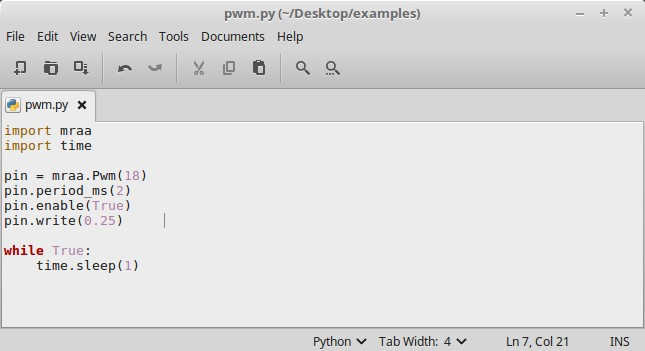 pwm.py (~/Desktop/examples)
File Edit View Search Tools Documents Help
pwm.py
import mraa
import time
pin = mraa.Pwm(18)
pin.period_ms(2)
pin.enable(True)
pin.write(0.25)
while True:
    time.sleep(1)
Python Tab Width: 4 Ln 7, Col 21 INS